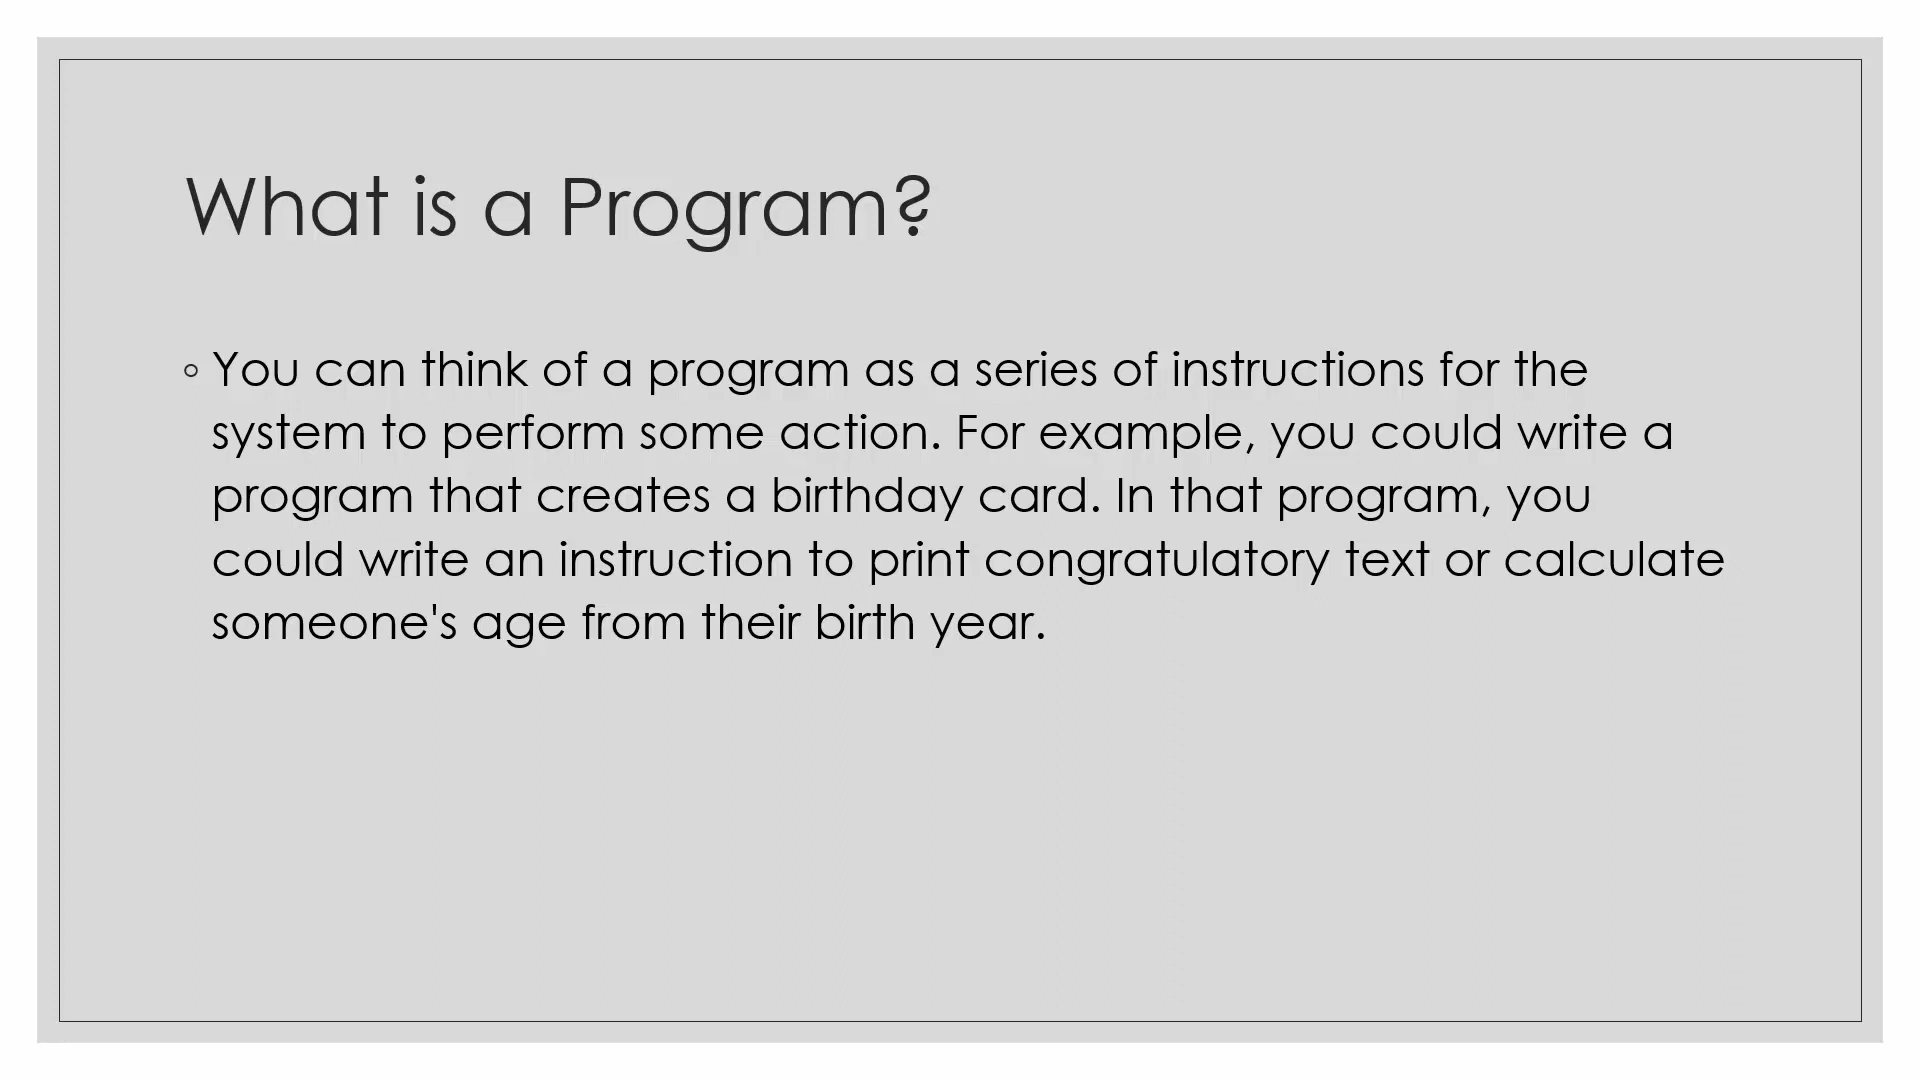 What is a Program?
◦ You can think of a program as a series of instructions for the
system to perform some action. For example, you could write a
program that creates a birthday card. In that program, you
could write an instruction to print congratulatory text or calculate
someone's age from their birth year.